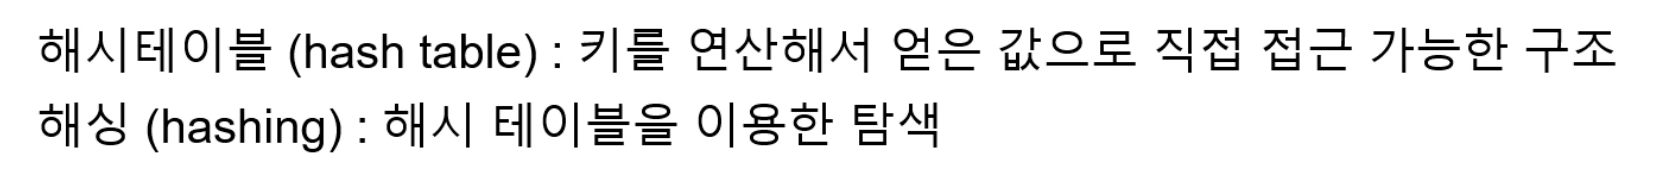 해시테이블 (hash table) : 키를 연산해서 얻은 값으로 직접 접근 가능한 구조
해싱 (hashing) : 해시 테이블을 이용한 탐색